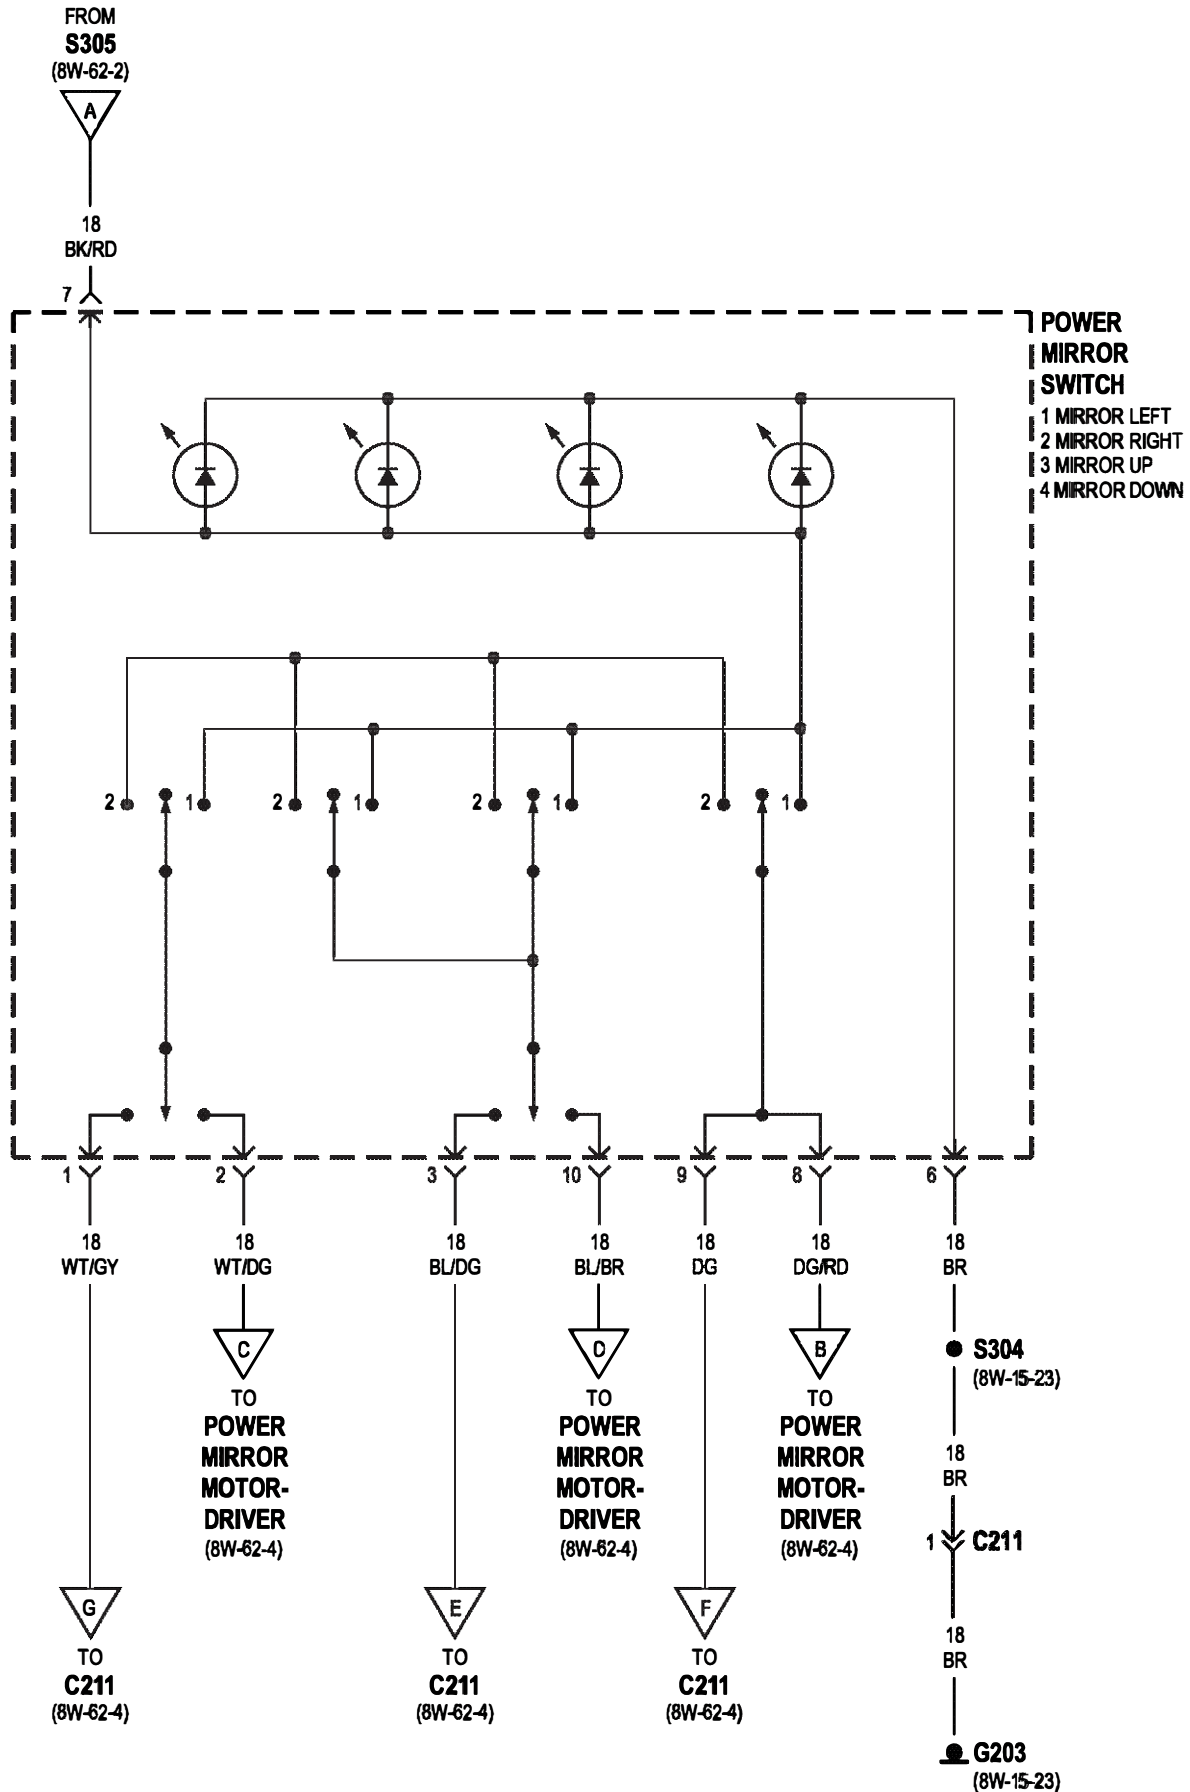 FROM
S305
(8W-62-2)
A
18
BK/RD
7
POWER
MIRROR
SWITCH
1 MIRROR LEFT
2 MIRROR RIGHT
3 MIRROR UP
4 MIRROR DOWN
2 1 2 1 2 1 2 1
1 2 3 10 9 8 6
18 18 18 18 18 18 18
WT/GY WT/DG BL/DG BL/BR DG DG/RD BR
C
TO
POWER
MIRROR
MOTOR-
DRIVER
(8W-62-4)
D
TO
POWER
MIRROR
MOTOR-
DRIVER
(8W-62-4)
B
TO
POWER
MIRROR
MOTOR-
DRIVER
(8W-62-4)
S304
(8W-15-23)
18
BR
1 C211
18
BR
G203
(8W-15-23)
G
TO
C211
(8W-62-4)
E
TO
C211
(8W-62-4)
F
TO
C211
(8W-62-4)